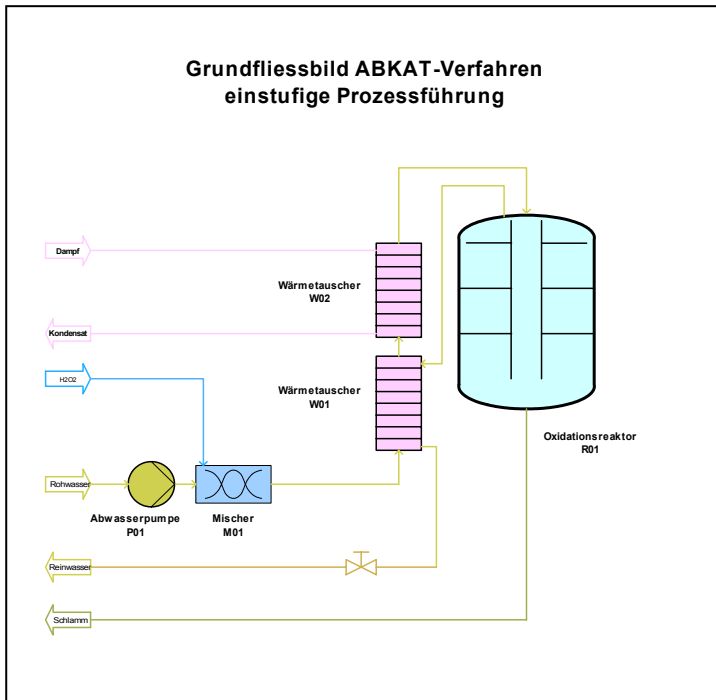 Grundfliessbild ABKAT-Verfahren
einstufige Prozessführung
Dampf
Wärmetauscher
W02
Kondensat
H2O2
Wärmetauscher
W01
Oxidationsreaktor
R01
Rohwasser
Abwasserpumpe
P01
Mischer
M01
Reinwasser
Schlamm